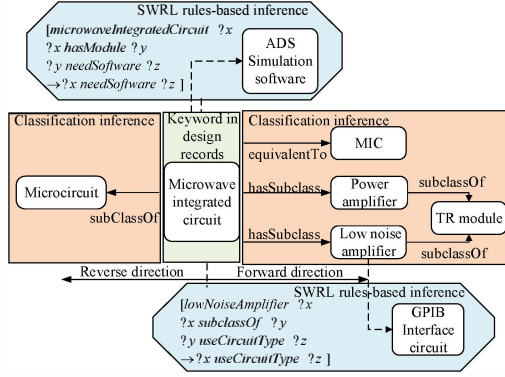 SWRL rules-based inference
[microwaveIntegratedCircuit ?x
?x hasModule ?y
?y needSoftware ?z
→?x needSoftware ?z ]
ADS
Simulation
software
Classification inference
Keyword in
design
records
Classification inference
Microcircuit
subClassOf
Microwave
integrated
circuit
equivalentTo
MIC
hasSubclass
Power
amplifier
subclassOf
TR module
hasSubclass
Low noise
amplifier
subclassOf
Reverse direction
Forward direction
SWRL rules-based inference
[lowNoiseAmplifier ?x
?x subclassOf ?y
?y useCircuitType ?z
→?x useCircuitType ?z ]
GPIB
Interface
circuit